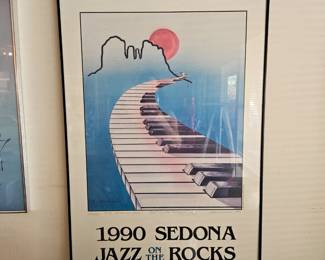 1990 SEDONA
JAZZ ON THE ROCKS